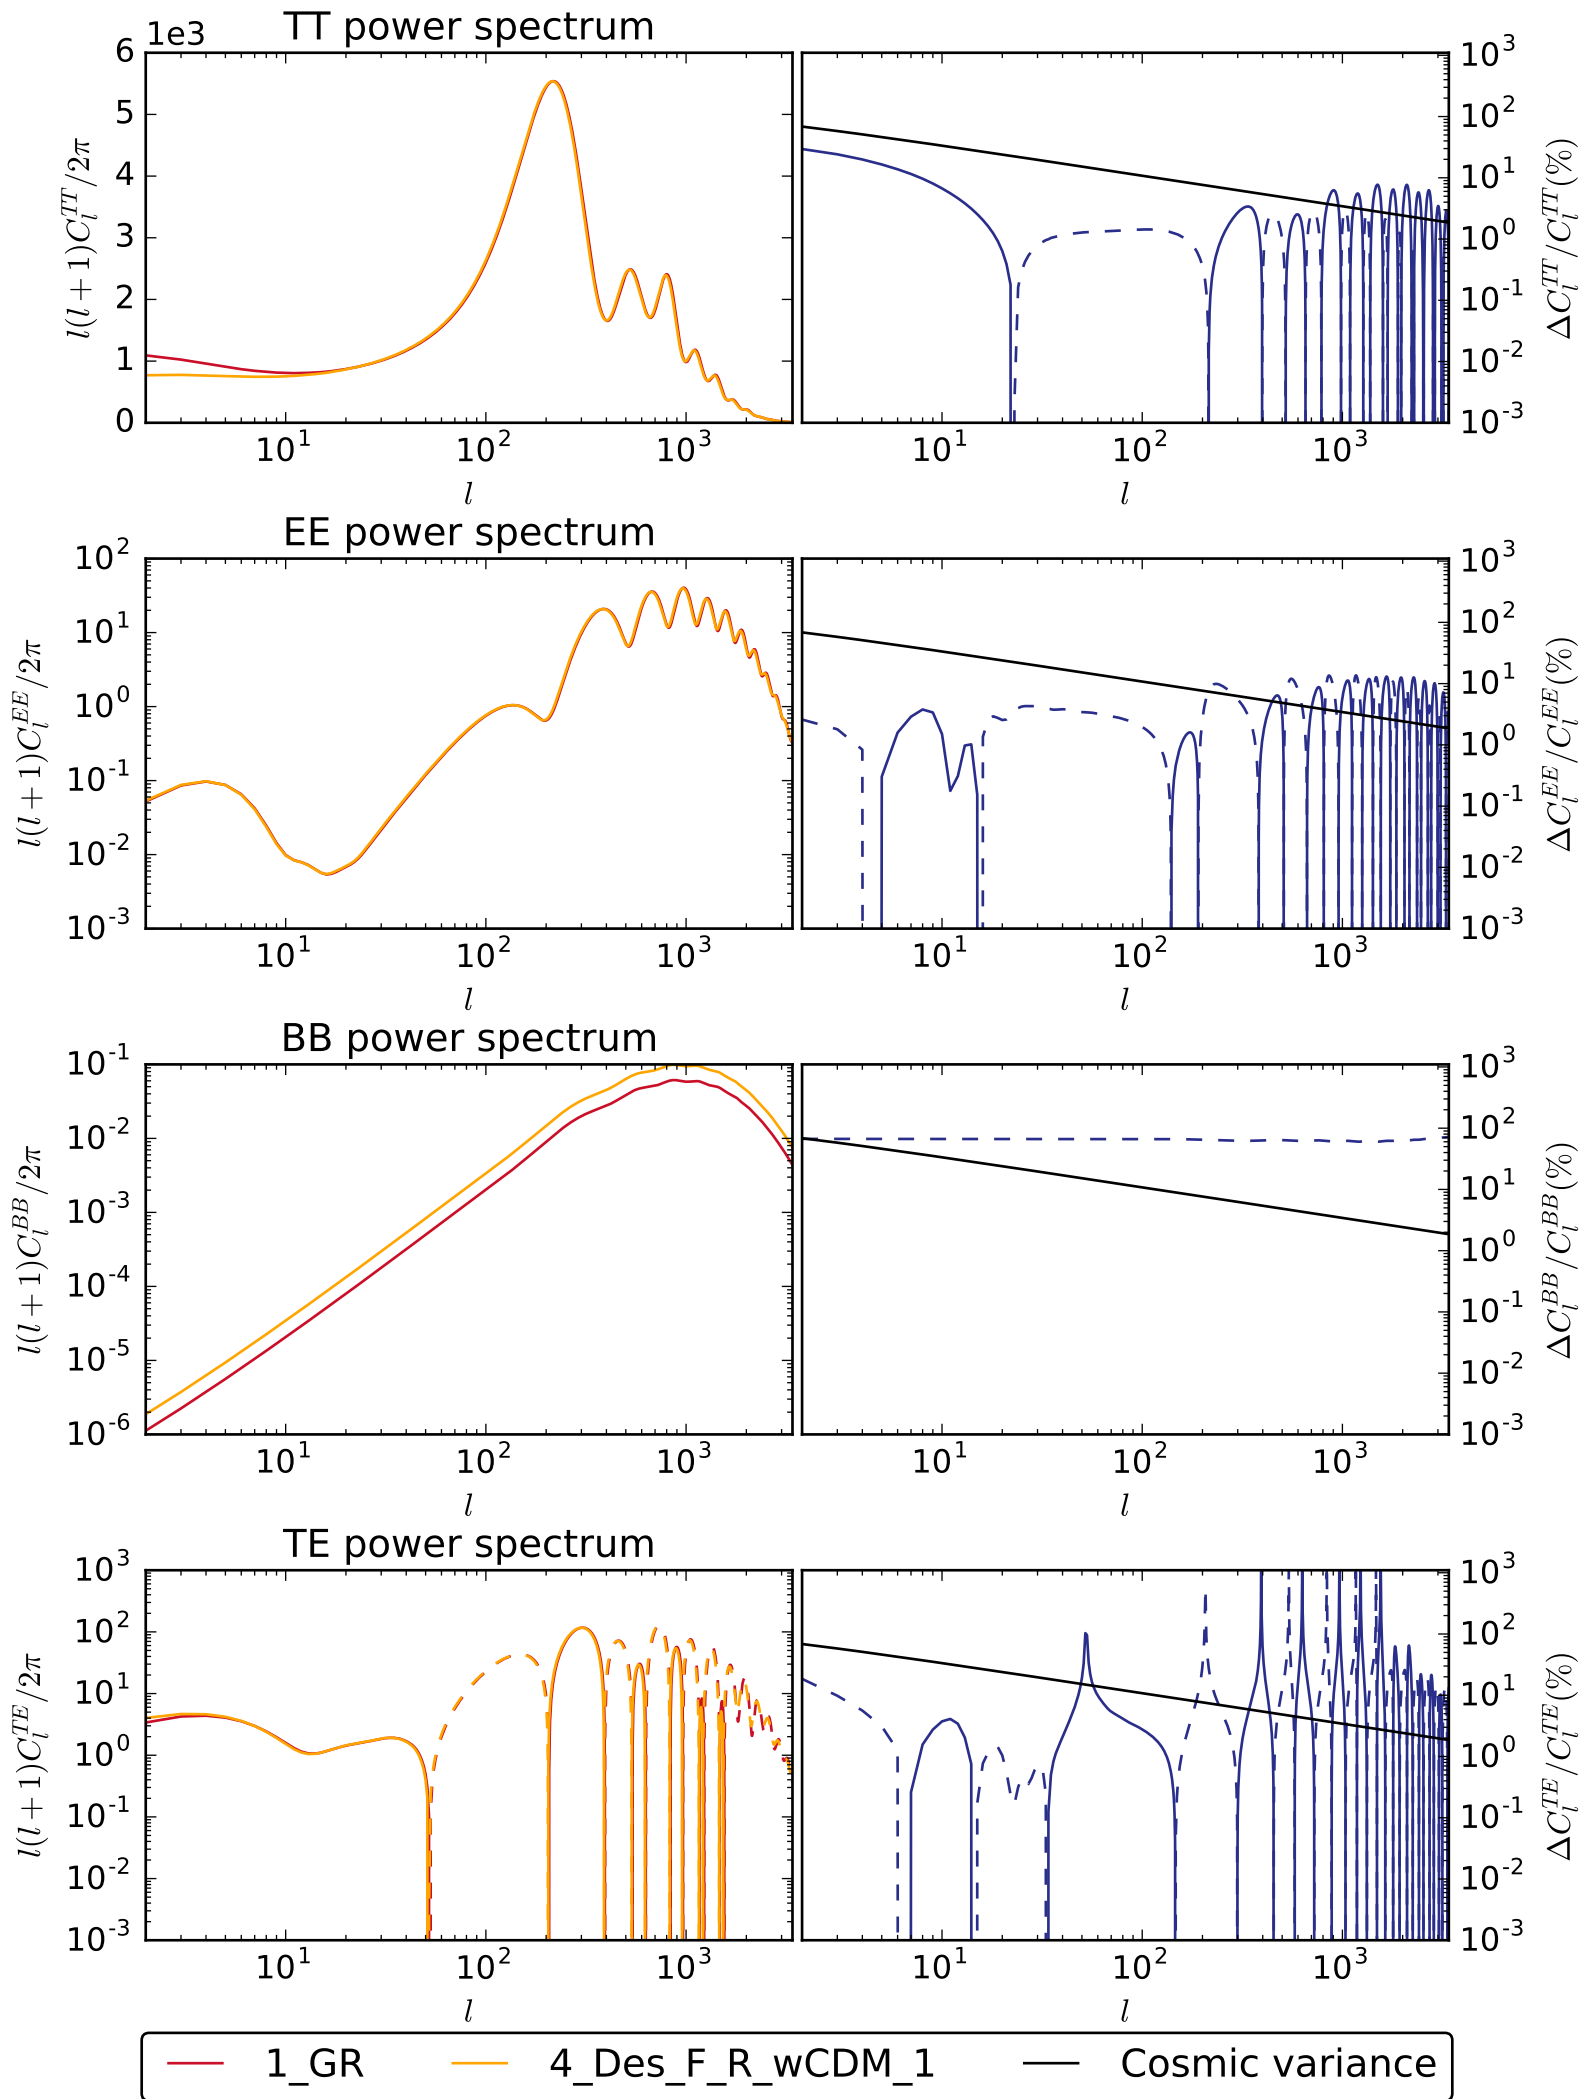 TT power spectrum
1e3
6
5
4
3
2
1
0
l(l + 1)C_l^{TT}/2π
10^1 10^2 10^3
l
10^3
10^2
10^1
10^0
10^-1
10^-2
10^-3
ΔC_l^{TT}/C_l^{TT}(%)
10^1 10^2 10^3
l
EE power spectrum
10^2
10^1
10^0
10^-1
10^-2
10^-3
l(l + 1)C_l^{EE}/2π
10^1 10^2 10^3
l
10^3
10^2
10^1
10^0
10^-1
10^-2
10^-3
ΔC_l^{EE}/C_l^{EE}(%)
10^1 10^2 10^3
l
BB power spectrum
10^-1
10^-2
10^-3
10^-4
10^-5
10^-6
l(l + 1)C_l^{BB}/2π
10^1 10^2 10^3
l
10^3
10^2
10^1
10^0
10^-1
10^-2
10^-3
ΔC_l^{BB}/C_l^{BB}(%)
10^1 10^2 10^3
l
TE power spectrum
10^3
10^2
10^1
10^0
10^-1
10^-2
10^-3
l(l + 1)C_l^{TE}/2π
10^1 10^2 10^3
l
10^3
10^2
10^1
10^0
10^-1
10^-2
10^-3
ΔC_l^{TE}/C_l^{TE}(%)
10^1 10^2 10^3
l
1_GR 4_Des_F_R_wCDM_1 Cosmic variance